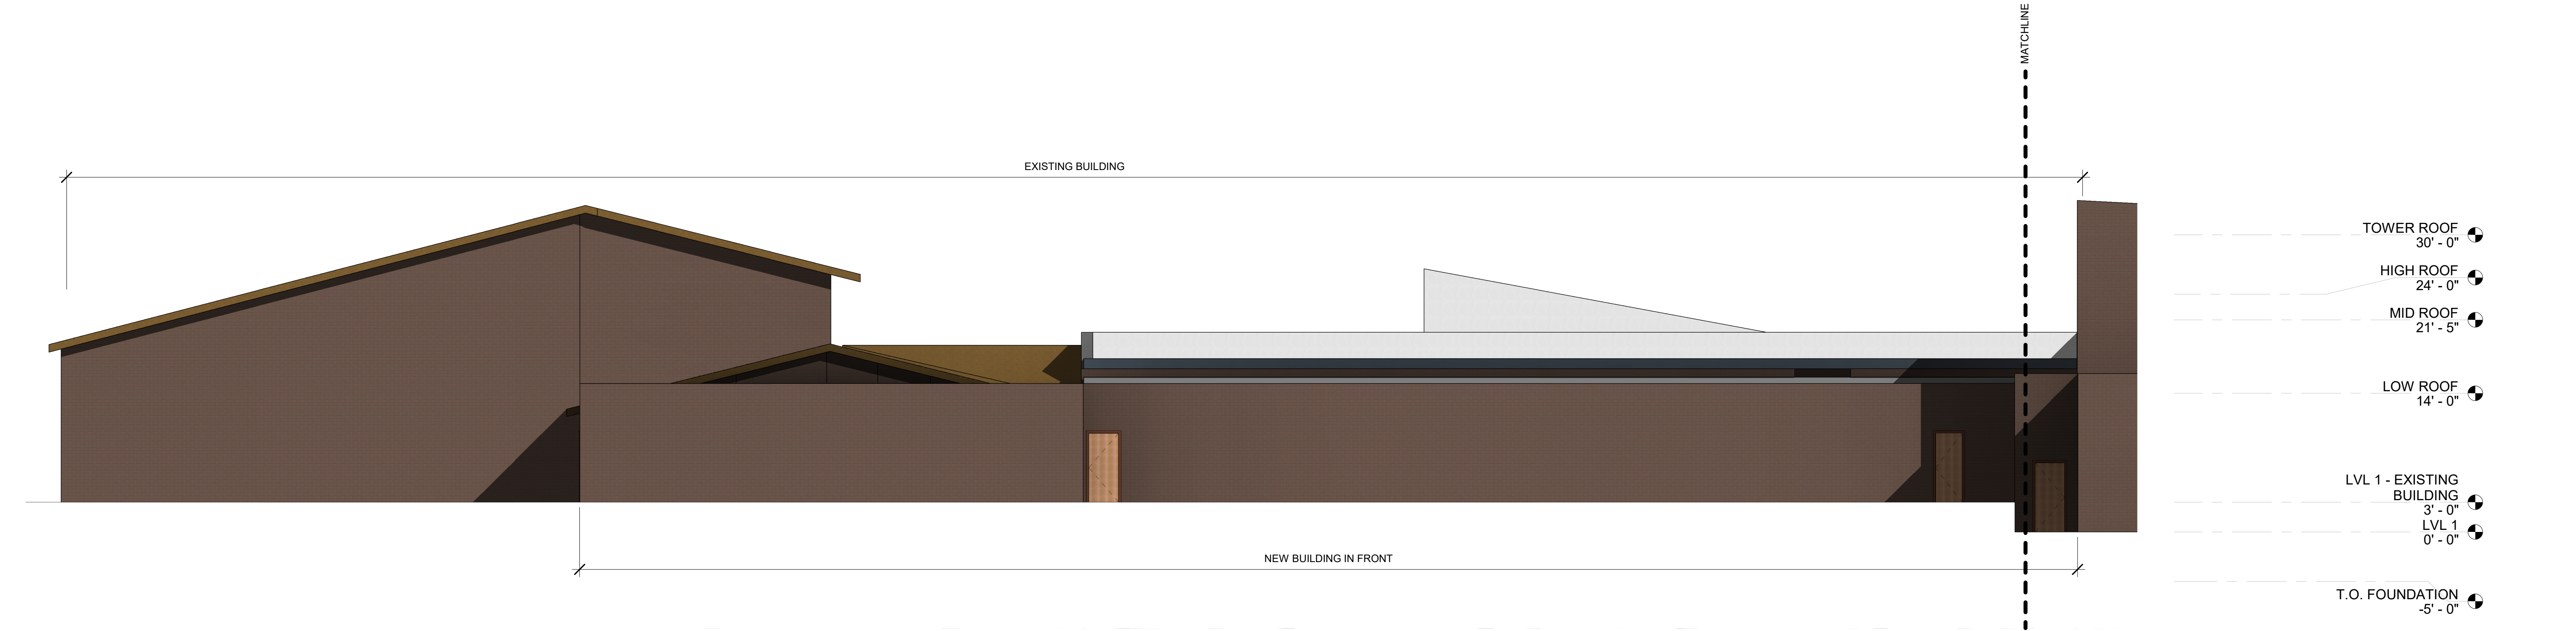 MATCHLINE
EXISTING BUILDING
TOWER ROOF
30' - 0"
HIGH ROOF
24' - 0"
MID ROOF
21' - 5"
LOW ROOF
14' - 0"
LVL 1 - EXISTING
BUILDING
3' - 0"
LVL 1
0' - 0"
NEW BUILDING IN FRONT
T.O. FOUNDATION
-5' - 0"